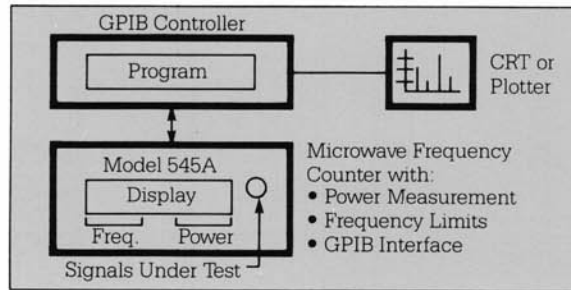 GPIB Controller
Program
CRT or
Plotter
Model 545A
Display
Freq. Power
Signals Under Test
Microwave Frequency
Counter with:
• Power Measurement
• Frequency Limits
• GPIB Interface